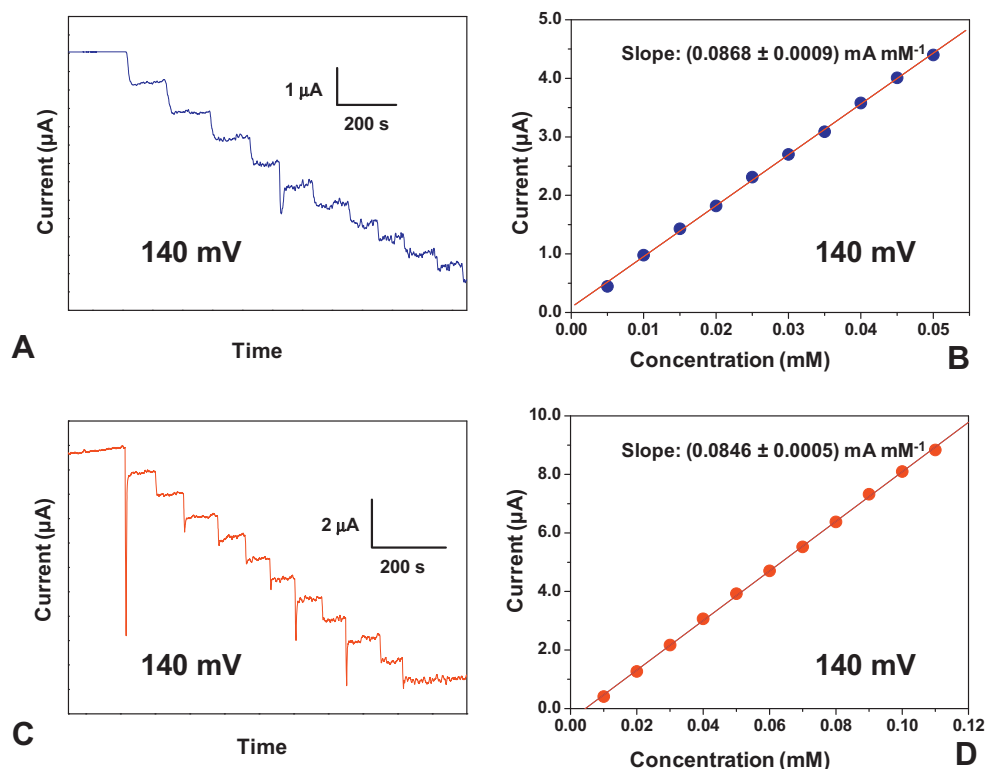 Current (µA)
1 µA
200 s
140 mV
A
Time
5.0
4.0
3.0
2.0
1.0
0.0
Current (µA)
Slope: (0.0868 ± 0.0009) mA mM⁻¹
140 mV
0.00 0.01 0.02 0.03 0.04 0.05
Concentration (mM)
B
Current (µA)
2 µA
200 s
140 mV
C
Time
10.0
8.0
6.0
4.0
2.0
0.0
Current (µA)
Slope: (0.0846 ± 0.0005) mA mM⁻¹
140 mV
0.00 0.02 0.04 0.06 0.08 0.10 0.12
Concentration (mM)
D